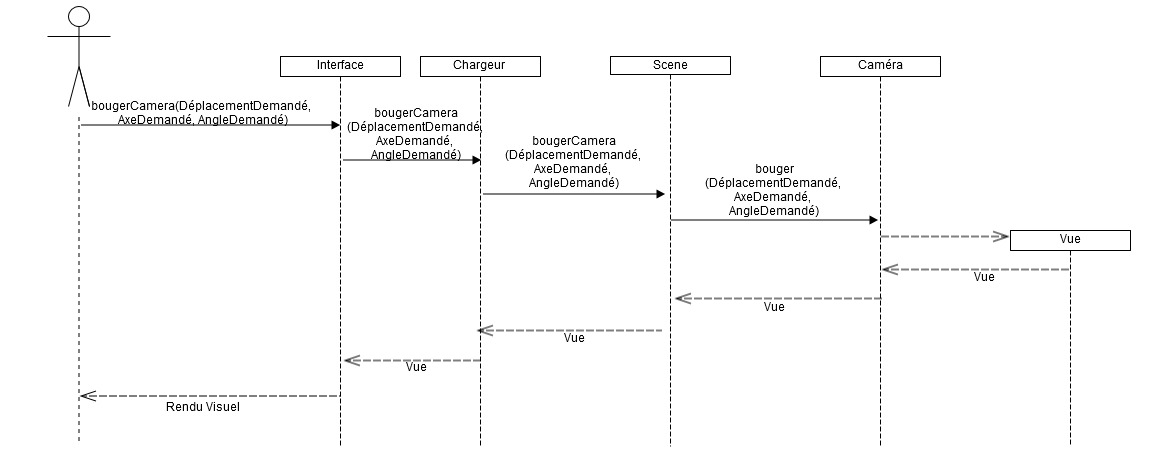 Interface
Chargeur
Scene
Caméra
bougerCamera(DéplacementDemandé,
AxeDemandé, AngleDemandé)
bougerCamera
(DéplacementDemandé,
AxeDemandé,
AngleDemandé)
bougerCamera
(DéplacementDemandé,
AxeDemandé,
AngleDemandé)
bouger
(DéplacementDemandé,
AxeDemandé,
AngleDemandé)
Vue
Vue
Vue
Vue
Vue
Rendu Visuel